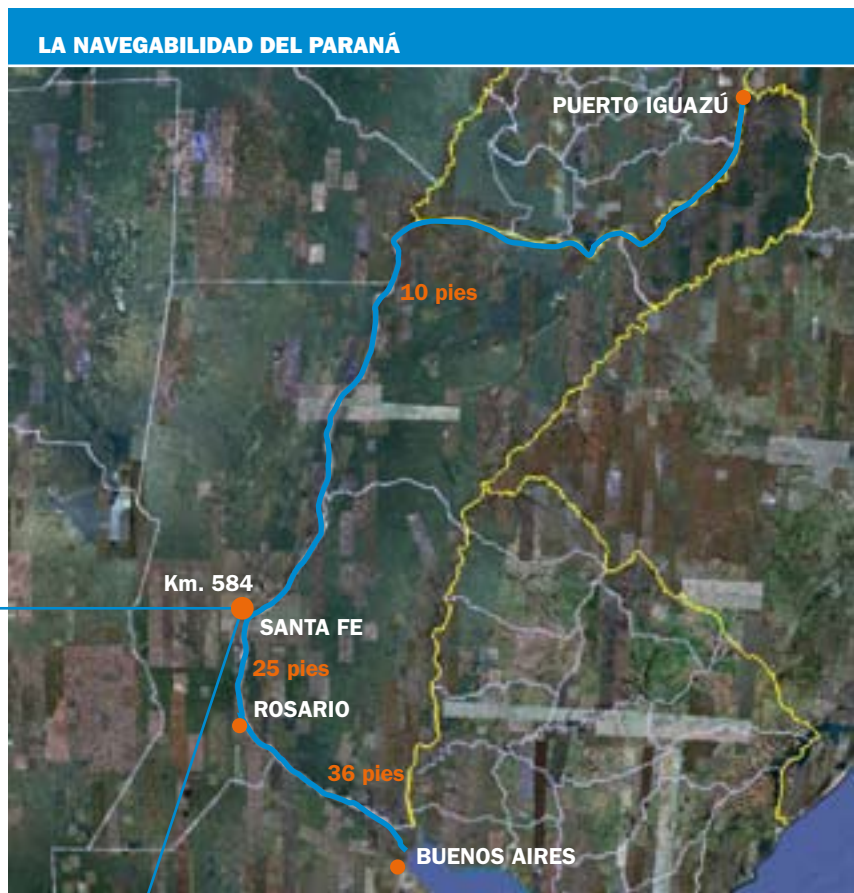 LA NAVEGABILIDAD DEL PARANÁ
PUERTO IGUAZÚ
10 pies
Km. 584
SANTA FE
25 pies
ROSARIO
36 pies
BUENOS AIRES